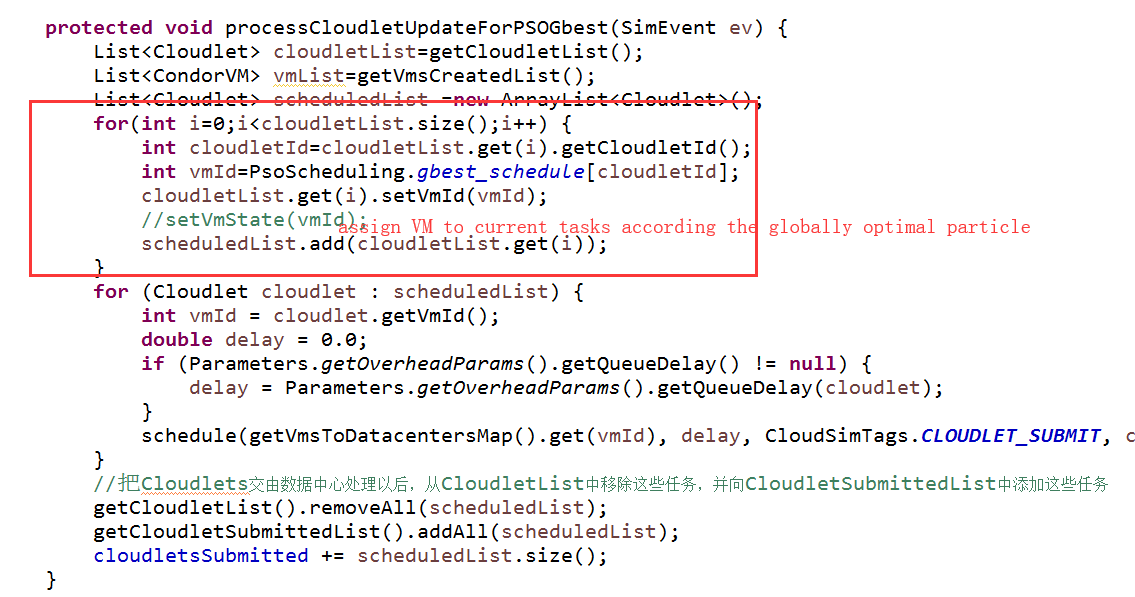 protected void processCloudletUpdateForPSOGbest(SimEvent ev) {
List<Cloudlet> cloudletList=getCloudletList();
List<CondorVM> vmList=getVmsCreatedList();
List<Cloudlet> scheduledList =new ArrayList<Cloudlet>();
for(int i=0;i<cloudletList.size();i++) {
int cloudletId=cloudletList.get(i).getCloudletId();
int vmId=PsoScheduling.gbest_schedule[cloudletId];
cloudletList.get(i).setVmId(vmId);
//setVmState(vmId);
assign VM to current tasks according the globally optimal particle
scheduledList.add(cloudletList.get(i));
}
for (Cloudlet cloudlet : scheduledList) {
int vmId = cloudlet.getVmId();
double delay = 0.0;
if (Parameters.getOverheadParams().getQueueDelay() != null) {
delay = Parameters.getOverheadParams().getQueueDelay(cloudlet);
}
schedule(getVmsToDatacentersMap().get(vmId), delay, CloudSimTags.CLOUDLET_SUBMIT, c
}
//把Cloudlets交由数据中心处理以后，从CloudletList中移除这些任务，并向CloudletSubmittedList中添加这些任务
getCloudletList().removeAll(scheduledList);
getCloudletSubmittedList().addAll(scheduledList);
cloudletsSubmitted += scheduledList.size();
}